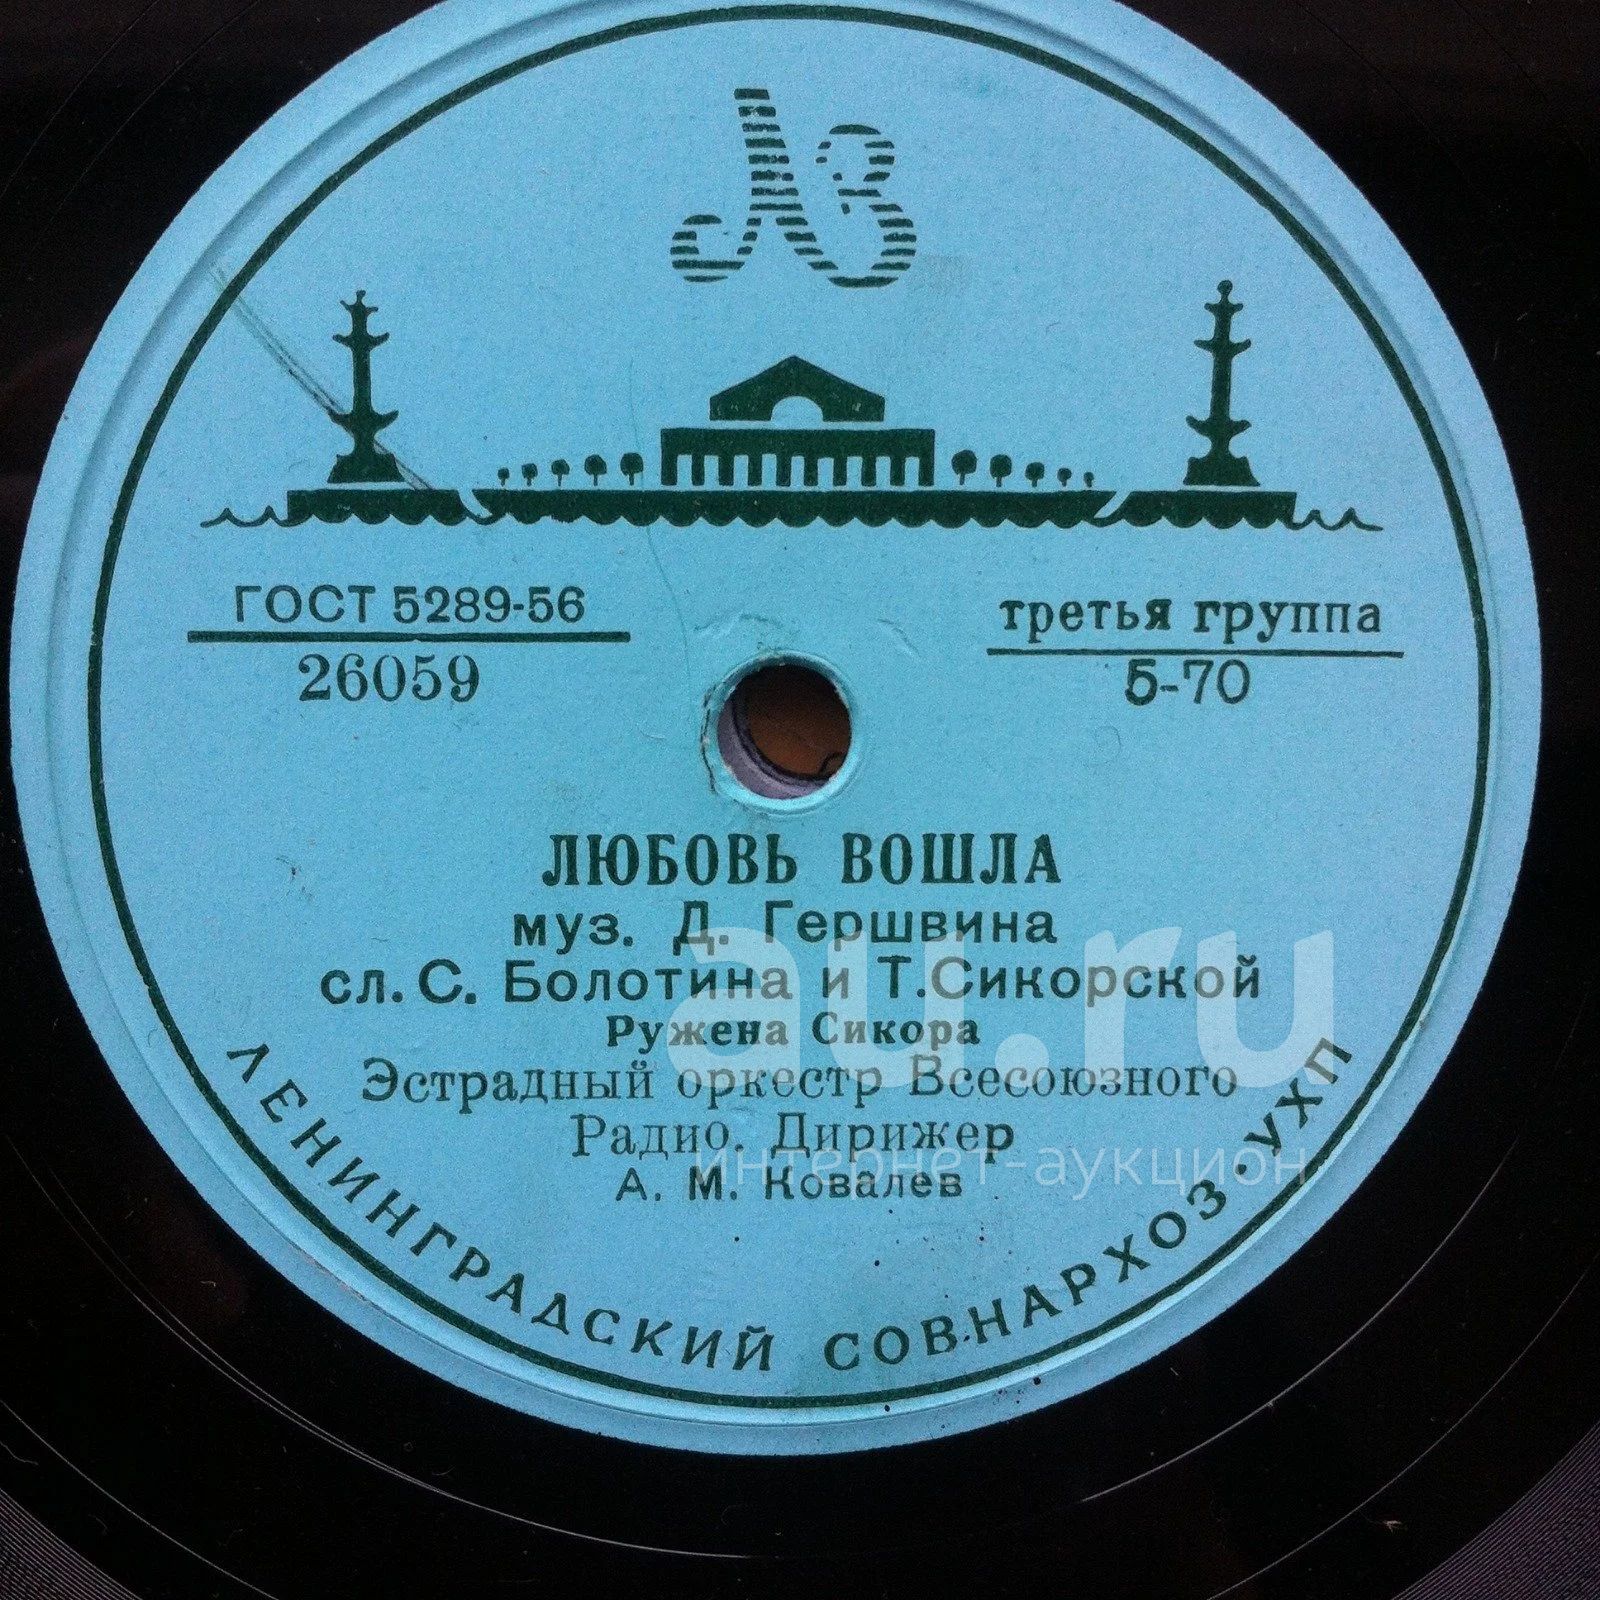 ЛЗ
ГОСТ 5289-56
26059
третья группа
5-70
ЛЮБОВЬ ВОШЛА
муз. Д. Гершвина
сл. С. Болотина и Т. Сикорской
Ружена Сикора
Эстрадный оркестр Всесоюзного
Радио. Дирижер
А. М. Ковалев
ЛЕНИНГРАДСКИЙ СОВНАРХОЗ·УХП
au.ru
интернет-аукцион